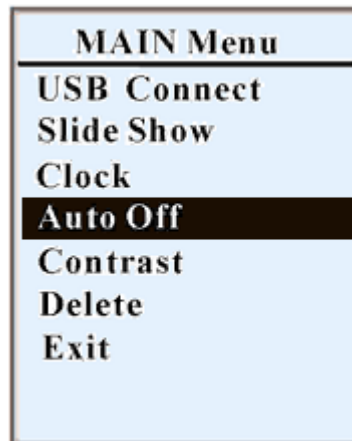 MAIN Menu
USB Connect
Slide Show
Clock
Auto Off
Contrast
Delete
Exit